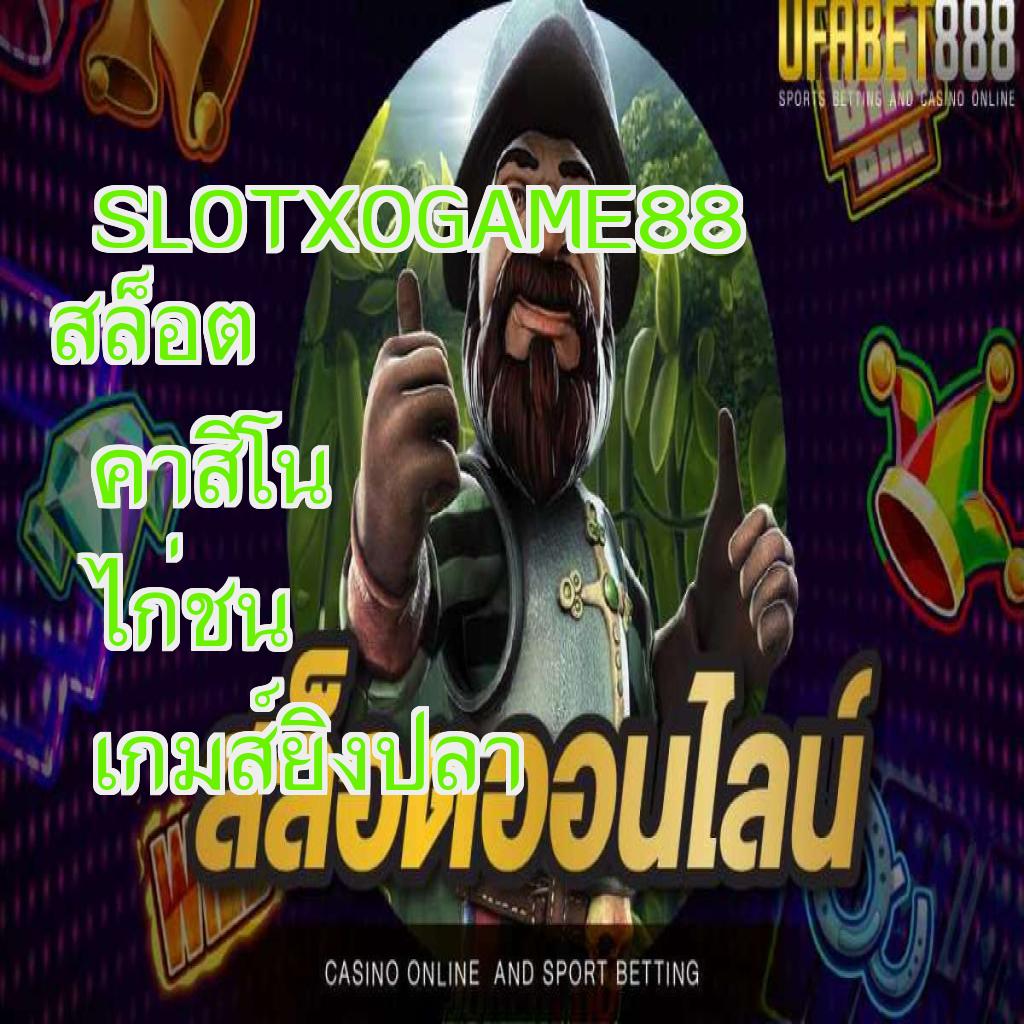 UFABET888
SPORTS BETTING AND CASINO ONLINE
BAR
SLOTXOGAME88
สล็อต
คาสิโน
ไก่ชน
เกมส์ยิงปลา
สล็อตออนไลน์
WIN
CASINO ONLINE AND SPORT BETTING